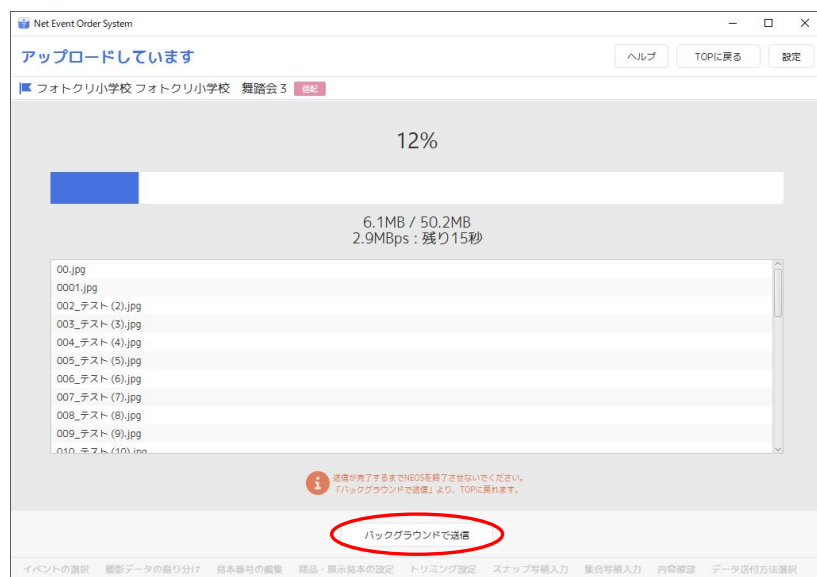 Net Event Order System
アップロードしています
ヘルプ
TOPに戻る
設定
フォトクリ小学校 フォトクリ小学校 舞踏会3 個配
12%
6.1MB / 50.2MB
2.9MBps : 残り15秒
00.jpg
0001.jpg
002_テスト (2).jpg
003_テスト (3).jpg
004_テスト (4).jpg
005_テスト (5).jpg
006_テスト (6).jpg
007_テスト (7).jpg
008_テスト (8).jpg
009_テスト (9).jpg
010_テスト (10).jpg
送信が完了するまでNEOSを終了させないでください。
「バックグラウンドで送信」より、TOPに戻れます。
バックグラウンドで送信
イベントの選択 撮影データの振り分け 見本番号の編集 商品・展示見本の設定 トリミング設定 スナップ写植入力 集合写植入力 内容確認 データ送付方法選択